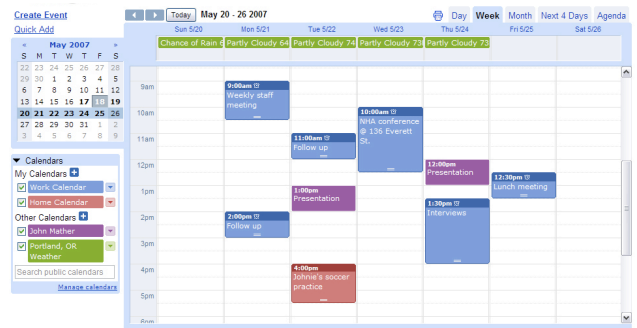 Create Event
Quick Add
Today May 20 - 26 2007
Day Week Month Next 4 Days Agenda
« May 2007 »
S M T W T F S
22 23 24 25 26 27 28
29 30 1 2 3 4 5
6 7 8 9 10 11 12
13 14 15 16 17 18 19
20 21 22 23 24 25 26
27 28 29 30 31 1 2
3 4 5 6 7 8 9
Calendars
My Calendars
Work Calendar
Home Calendar
Other Calendars
John Mather
Portland, OR
Weather
Search public calendars
Manage calendars
Sun 5/20 Mon 5/21 Tue 5/22 Wed 5/23 Thu 5/24 Fri 5/25 Sat 5/26
Chance of Rain 6 Partly Cloudy 64 Partly Cloudy 74 Partly Cloudy 73 Partly Cloudy 73
9am
9:00am
Weekly staff
meeting
10am
10:00am
NHA conference
@ 136 Everett
St.
11am
11:00am
Follow up
12pm
12:00pm
Presentation
12:30pm
Lunch meeting
1pm
1:00pm
Presentation
1:30pm
Interviews
2pm
2:00pm
Follow up
3pm
4pm
4:00pm
Johnie's soccer
practice
5pm
6pm